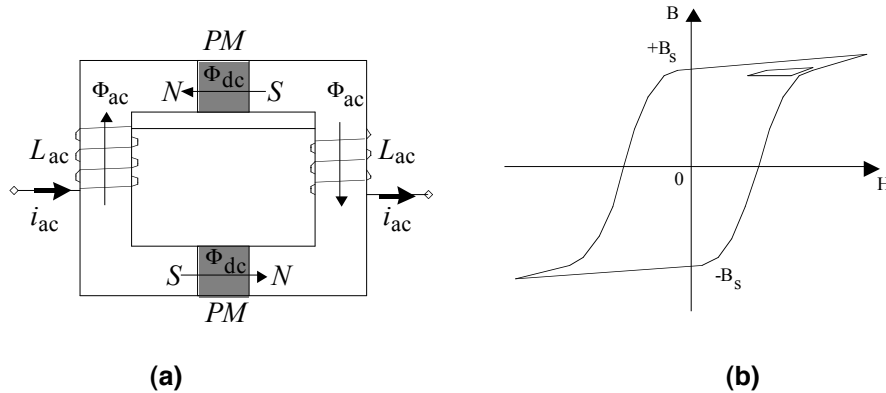 PM
Φdc
N S
Φac Φac
Lac Lac
iac iac
Φdc
S N
PM
(a)
B
+Bs
0
H
-Bs
(b)